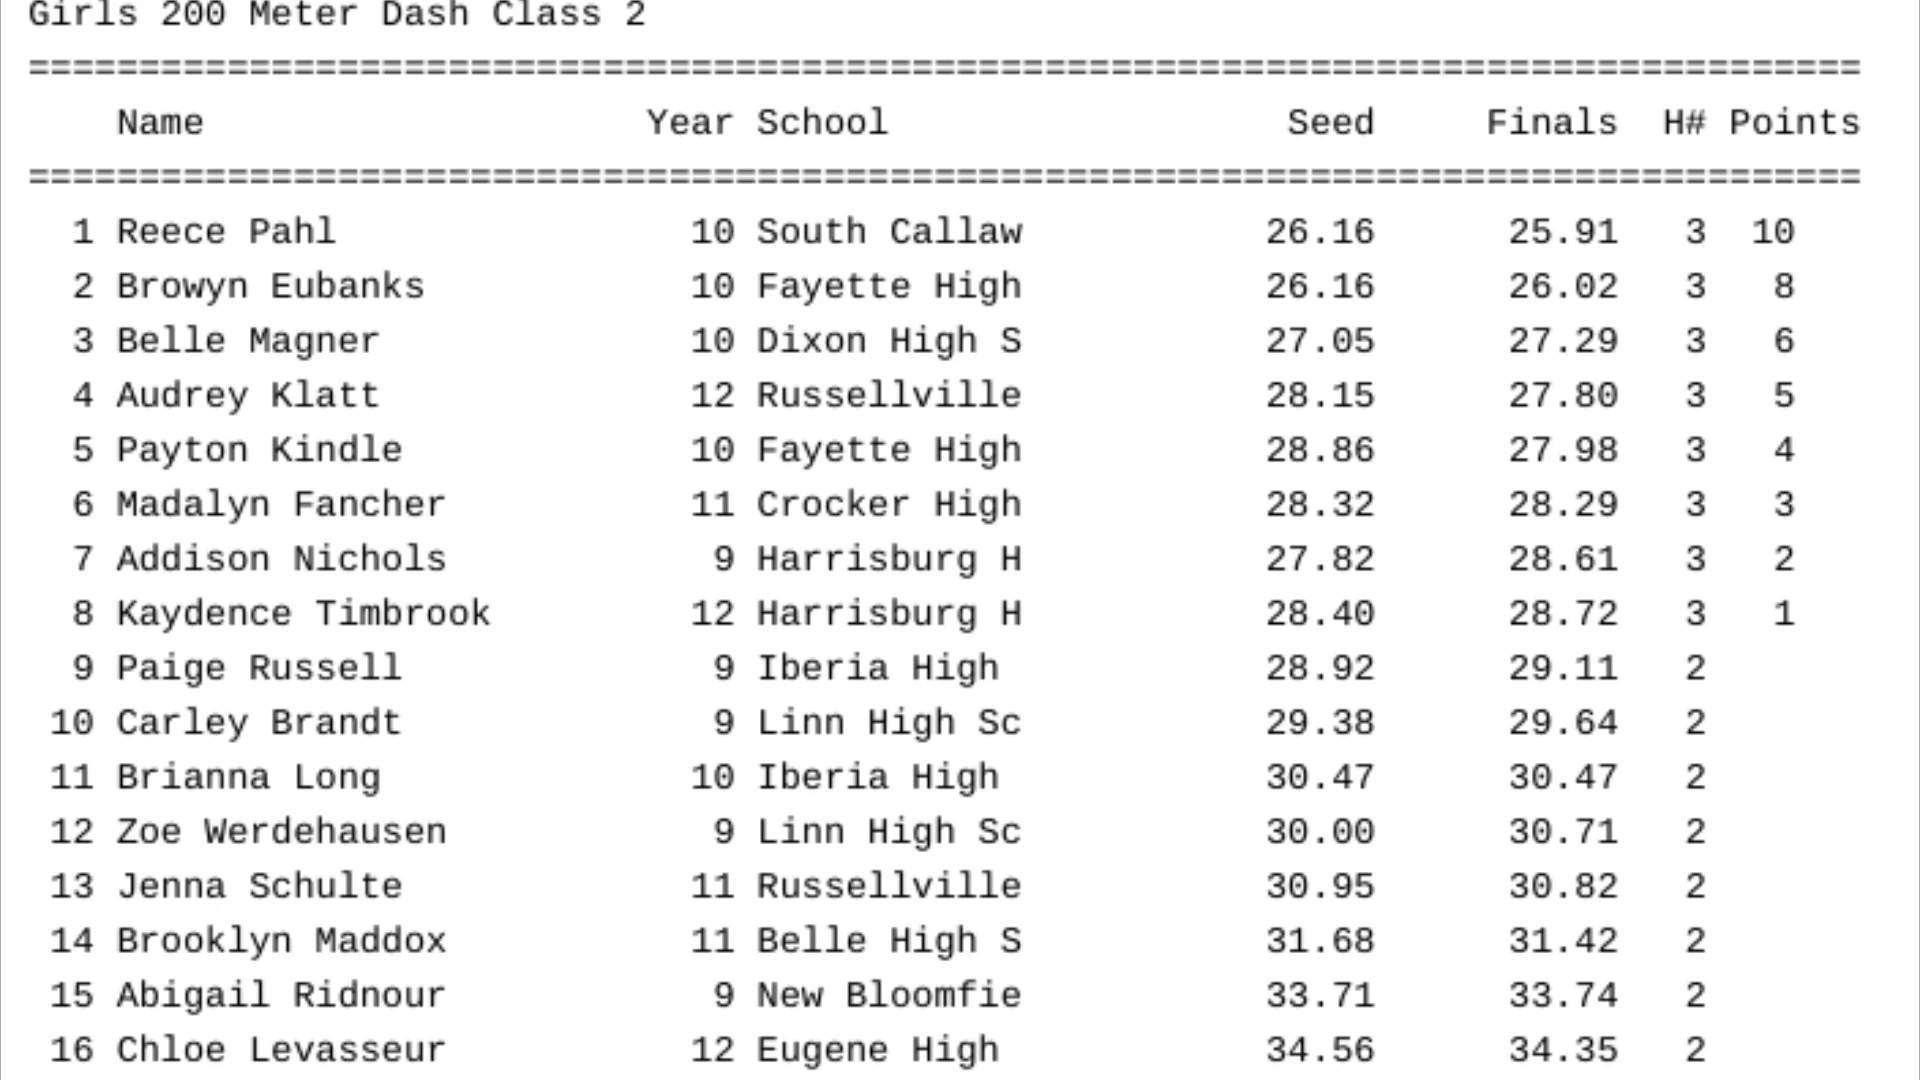 Girls 200 Meter Dash Class 2
===================================================================================
Name Year School Seed Finals H# Points
===================================================================================
1 Reece Pahl 10 South Callaw 26.16 25.91 3 10
2 Browyn Eubanks 10 Fayette High 26.16 26.02 3 8
3 Belle Magner 10 Dixon High S 27.05 27.29 3 6
4 Audrey Klatt 12 Russellville 28.15 27.80 3 5
5 Payton Kindle 10 Fayette High 28.86 27.98 3 4
6 Madalyn Fancher 11 Crocker High 28.32 28.29 3 3
7 Addison Nichols 9 Harrisburg H 27.82 28.61 3 2
8 Kaydence Timbrook 12 Harrisburg H 28.40 28.72 3 1
9 Paige Russell 9 Iberia High 28.92 29.11 2
10 Carley Brandt 9 Linn High Sc 29.38 29.64 2
11 Brianna Long 10 Iberia High 30.47 30.47 2
12 Zoe Werdehausen 9 Linn High Sc 30.00 30.71 2
13 Jenna Schulte 11 Russellville 30.95 30.82 2
14 Brooklyn Maddox 11 Belle High S 31.68 31.42 2
15 Abigail Ridnour 9 New Bloomfie 33.71 33.74 2
16 Chloe Levasseur 12 Eugene High 34.56 34.35 2